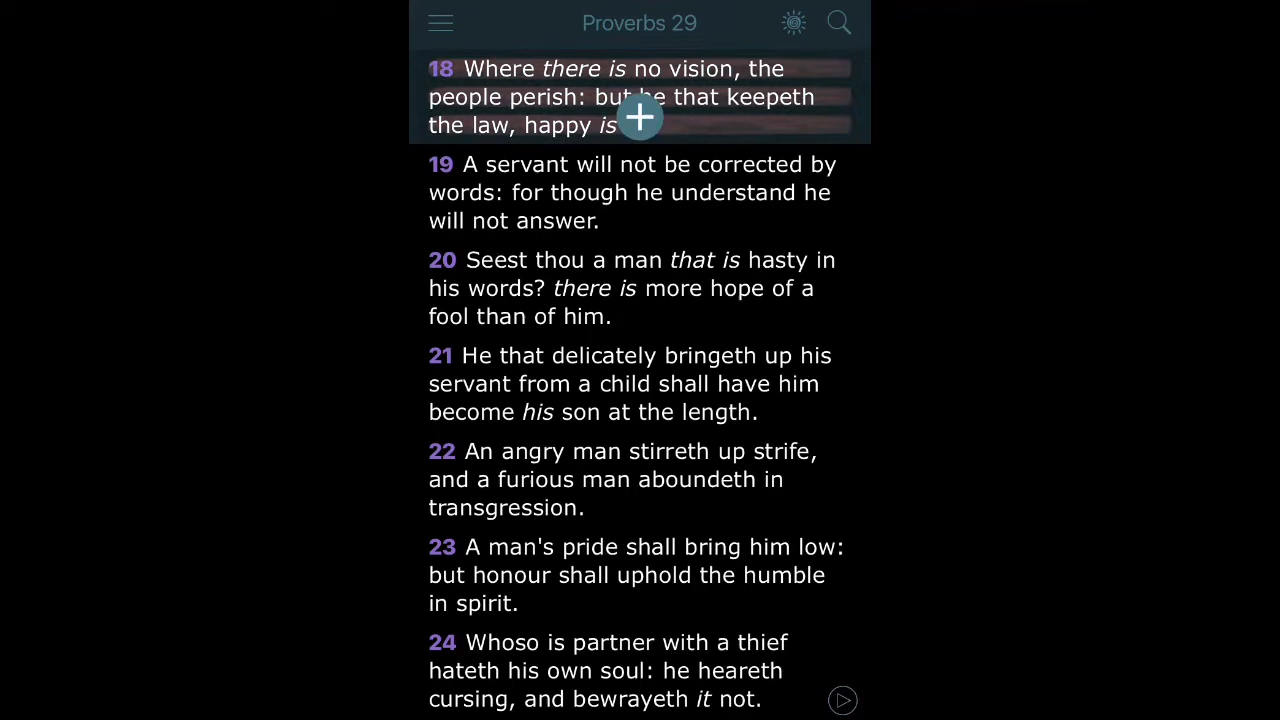 Proverbs 29
18 Where there is no vision, the
people perish: but he that keepeth
the law, happy is
19 A servant will not be corrected by
words: for though he understand he
will not answer.
20 Seest thou a man that is hasty in
his words? there is more hope of a
fool than of him.
21 He that delicately bringeth up his
servant from a child shall have him
become his son at the length.
22 An angry man stirreth up strife,
and a furious man aboundeth in
transgression.
23 A man's pride shall bring him low:
but honour shall uphold the humble
in spirit.
24 Whoso is partner with a thief
hateth his own soul: he heareth
cursing, and bewrayeth it not.